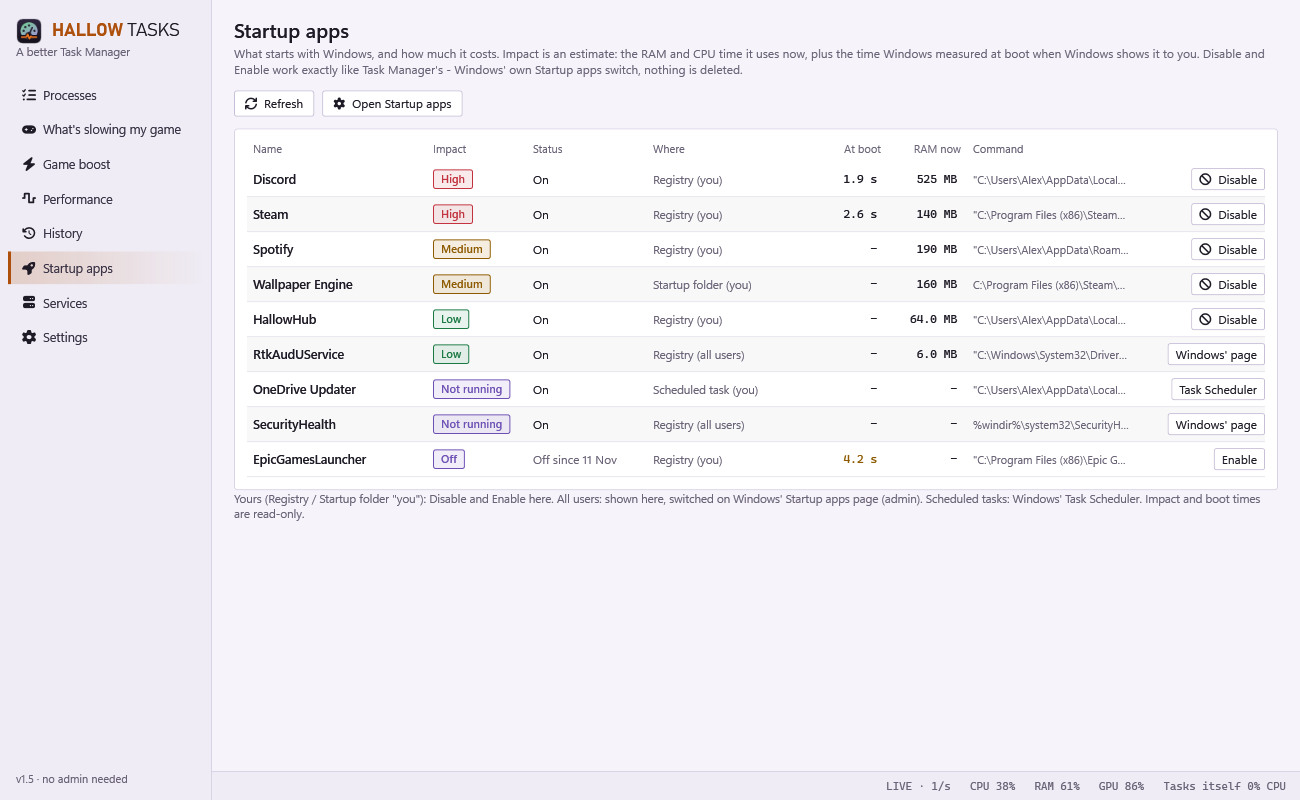 HALLOW TASKS
A better Task Manager
Processes
What's slowing my game
Game boost
Performance
History
Startup apps
Services
Settings
v1.5 · no admin needed
Startup apps
What starts with Windows, and how much it costs. Impact is an estimate: the RAM and CPU time it uses now, plus the time Windows measured at boot when Windows shows it to you. Disable and
Enable work exactly like Task Manager's - Windows' own Startup apps switch, nothing is deleted.
Refresh Open Startup apps
Name Impact Status Where At boot RAM now Command
Discord High On Registry (you) 1.9 s 525 MB "C:\Users\Alex\AppData\Local... Disable
Steam High On Registry (you) 2.6 s 140 MB "C:\Program Files (x86)\Steam... Disable
Spotify Medium On Registry (you) – 190 MB "C:\Users\Alex\AppData\Roam... Disable
Wallpaper Engine Medium On Startup folder (you) – 160 MB C:\Program Files (x86)\Steam\... Disable
HallowHub Low On Registry (you) – 64.0 MB "C:\Users\Alex\AppData\Local... Disable
RtkAudUService Low On Registry (all users) – 6.0 MB "C:\Windows\System32\Driver... Windows' page
OneDrive Updater Not running On Scheduled task (you) – – "C:\Users\Alex\AppData\Local... Task Scheduler
SecurityHealth Not running On Registry (all users) – – %windir%\system32\SecurityH... Windows' page
EpicGamesLauncher Off Off since 11 Nov Registry (you) 4.2 s – "C:\Program Files (x86)\Epic G... Enable
Yours (Registry / Startup folder "you"): Disable and Enable here. All users: shown here, switched on Windows' Startup apps page (admin). Scheduled tasks: Windows' Task Scheduler. Impact and boot times
are read-only.
LIVE · 1/s CPU 38% RAM 61% GPU 86% Tasks itself 0% CPU